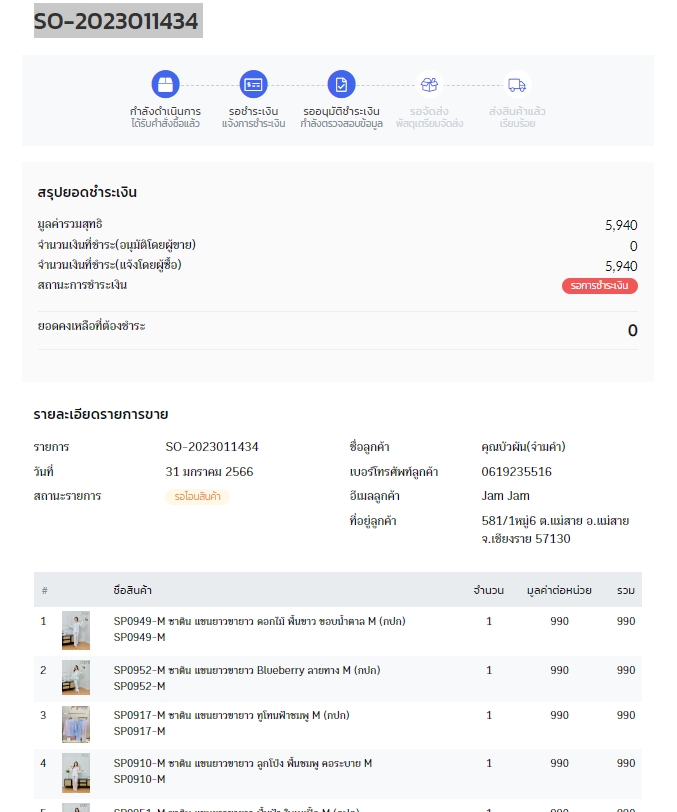 SO-2023011434
กำลังดำเนินการ
ได้รับคำสั่งซื้อแล้ว
รอชำระเงิน
แจ้งการชำระเงิน
รออนุมัติชำระเงิน
กำลังตรวจสอบข้อมูล
รอจัดส่ง
พัสดุเตรียมจัดส่ง
ส่งสินค้าแล้ว
เรียบร้อย
สรุปยอดชำระเงิน
มูลค่ารวมสุทธิ 5,940
จำนวนเงินที่ชำระ(อนุมัติโดยผู้ขาย) 0
จำนวนเงินที่ชำระ(แจ้งโดยผู้ซื้อ) 5,940
สถานะการชำระเงิน รอการชำระเงิน
ยอดคงเหลือที่ต้องชำระ 0
รายละเอียดรายการขาย
รายการ SO-2023011434 ชื่อลูกค้า คุณบัวผัน(จ๋ามคำ)
วันที่ 31 มกราคม 2566 เบอร์โทรศัพท์ลูกค้า 0619235516
สถานะรายการ รอโอนสินค้า อีเมลลูกค้า Jam Jam
ที่อยู่ลูกค้า 581/1หมู่6 ต.แม่สาย อ.แม่สาย
จ.เชียงราย 57130
# ชื่อสินค้า จำนวน มูลค่าต่อหน่วย รวม
1 SP0949-M ซาติน แขนยาวขายาว ดอกไม้ พื้นขาว ขอบน้ำตาล M (กปก) 1 990 990
SP0949-M
2 SP0952-M ซาติน แขนยาวขายาว Blueberry ลายทาง M (กปก) 1 990 990
SP0952-M
3 SP0917-M ซาติน แขนยาวขายาว ทูโทนฟ้าชมพู M (กปก) 1 990 990
SP0917-M
4 SP0910-M ซาติน แขนยาวขายาว ลูกโป่ง พื้นชมพู คอระบาย M 1 990 990
SP0910-M